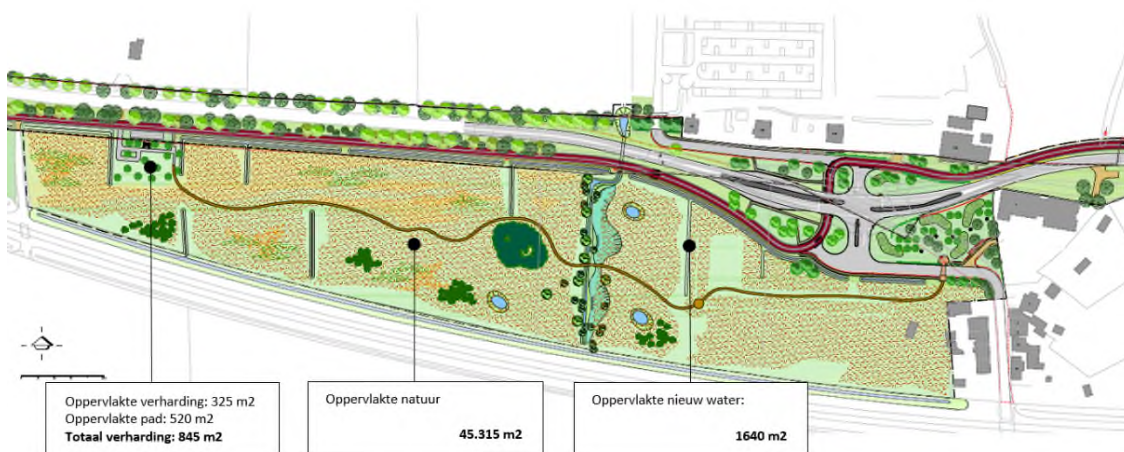 Oppervlakte verharding: 325 m2
Oppervlakte pad: 520 m2
Totaal verharding: 845 m2
Oppervlakte natuur
45.315 m2
Oppervlakte nieuw water:
1640 m2